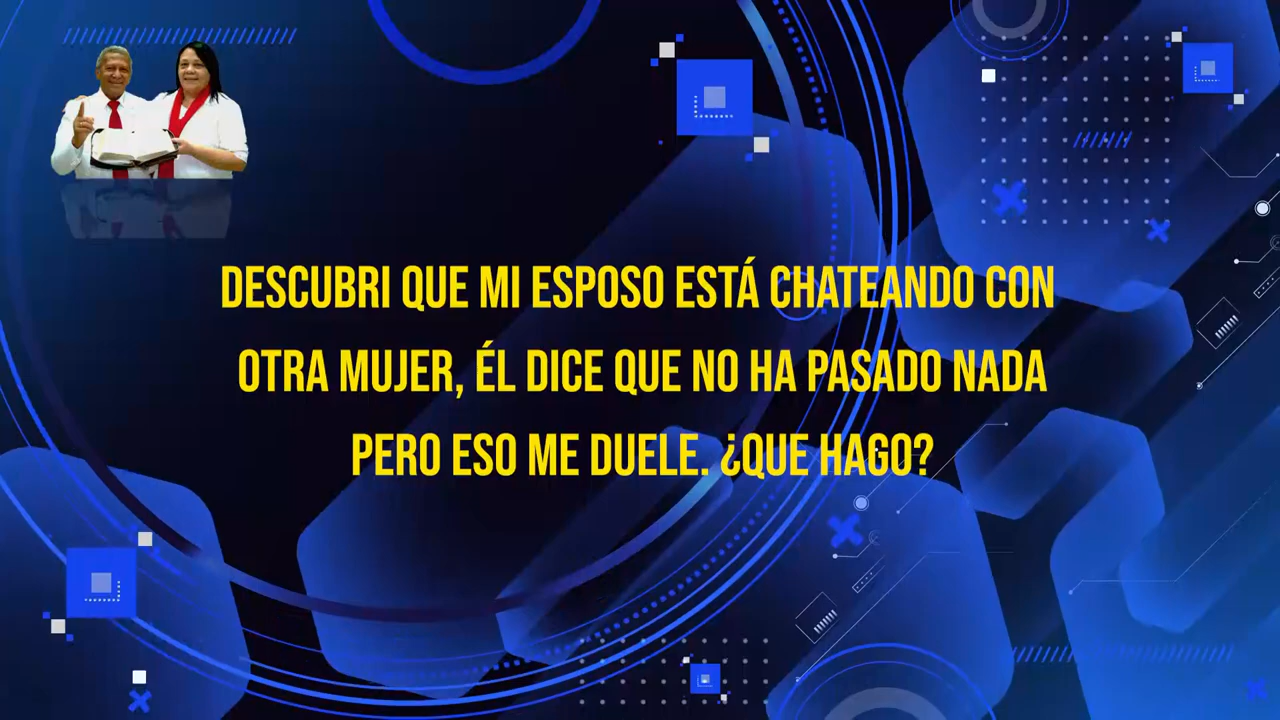 DESCUBRI QUE MI ESPOSO ESTÁ CHATEANDO CON
OTRA MUJER, ÉL DICE QUE NO HA PASADO NADA
PERO ESO ME DUELE. ¿QUE HAGO?